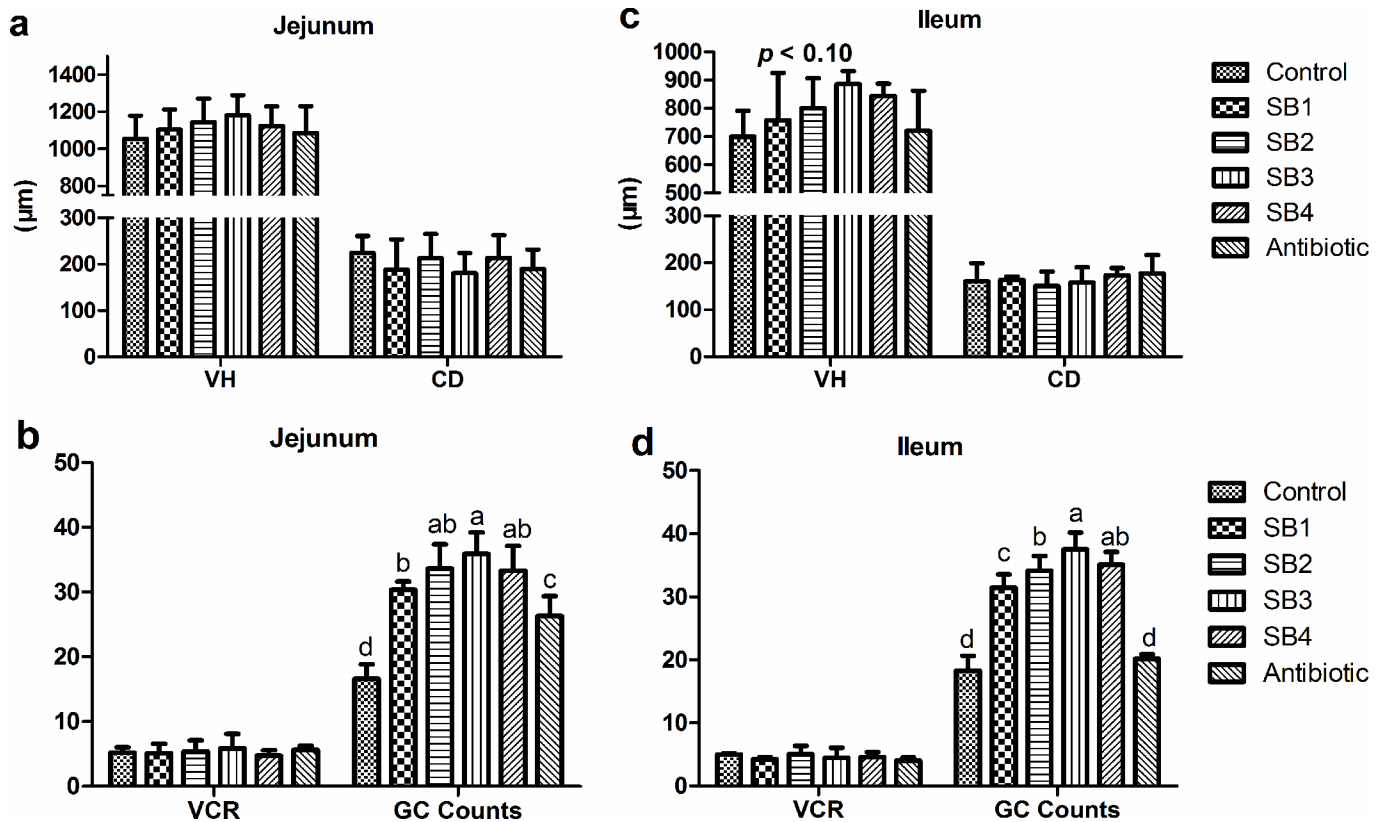 a
Jejunum
1400
1200
1000
800
300
200
100
0
(µm)
VH CD
c
Ileum
p < 0.10
1000
900
800
700
600
500
300
200
100
0
(µm)
VH CD
Control
SB1
SB2
SB3
SB4
Antibiotic
b
Jejunum
50
40
30
20
10
0
d b ab a ab c
VCR GC Counts
d
Ileum
50
40
30
20
10
0
d c b a ab d
VCR GC Counts
Control
SB1
SB2
SB3
SB4
Antibiotic